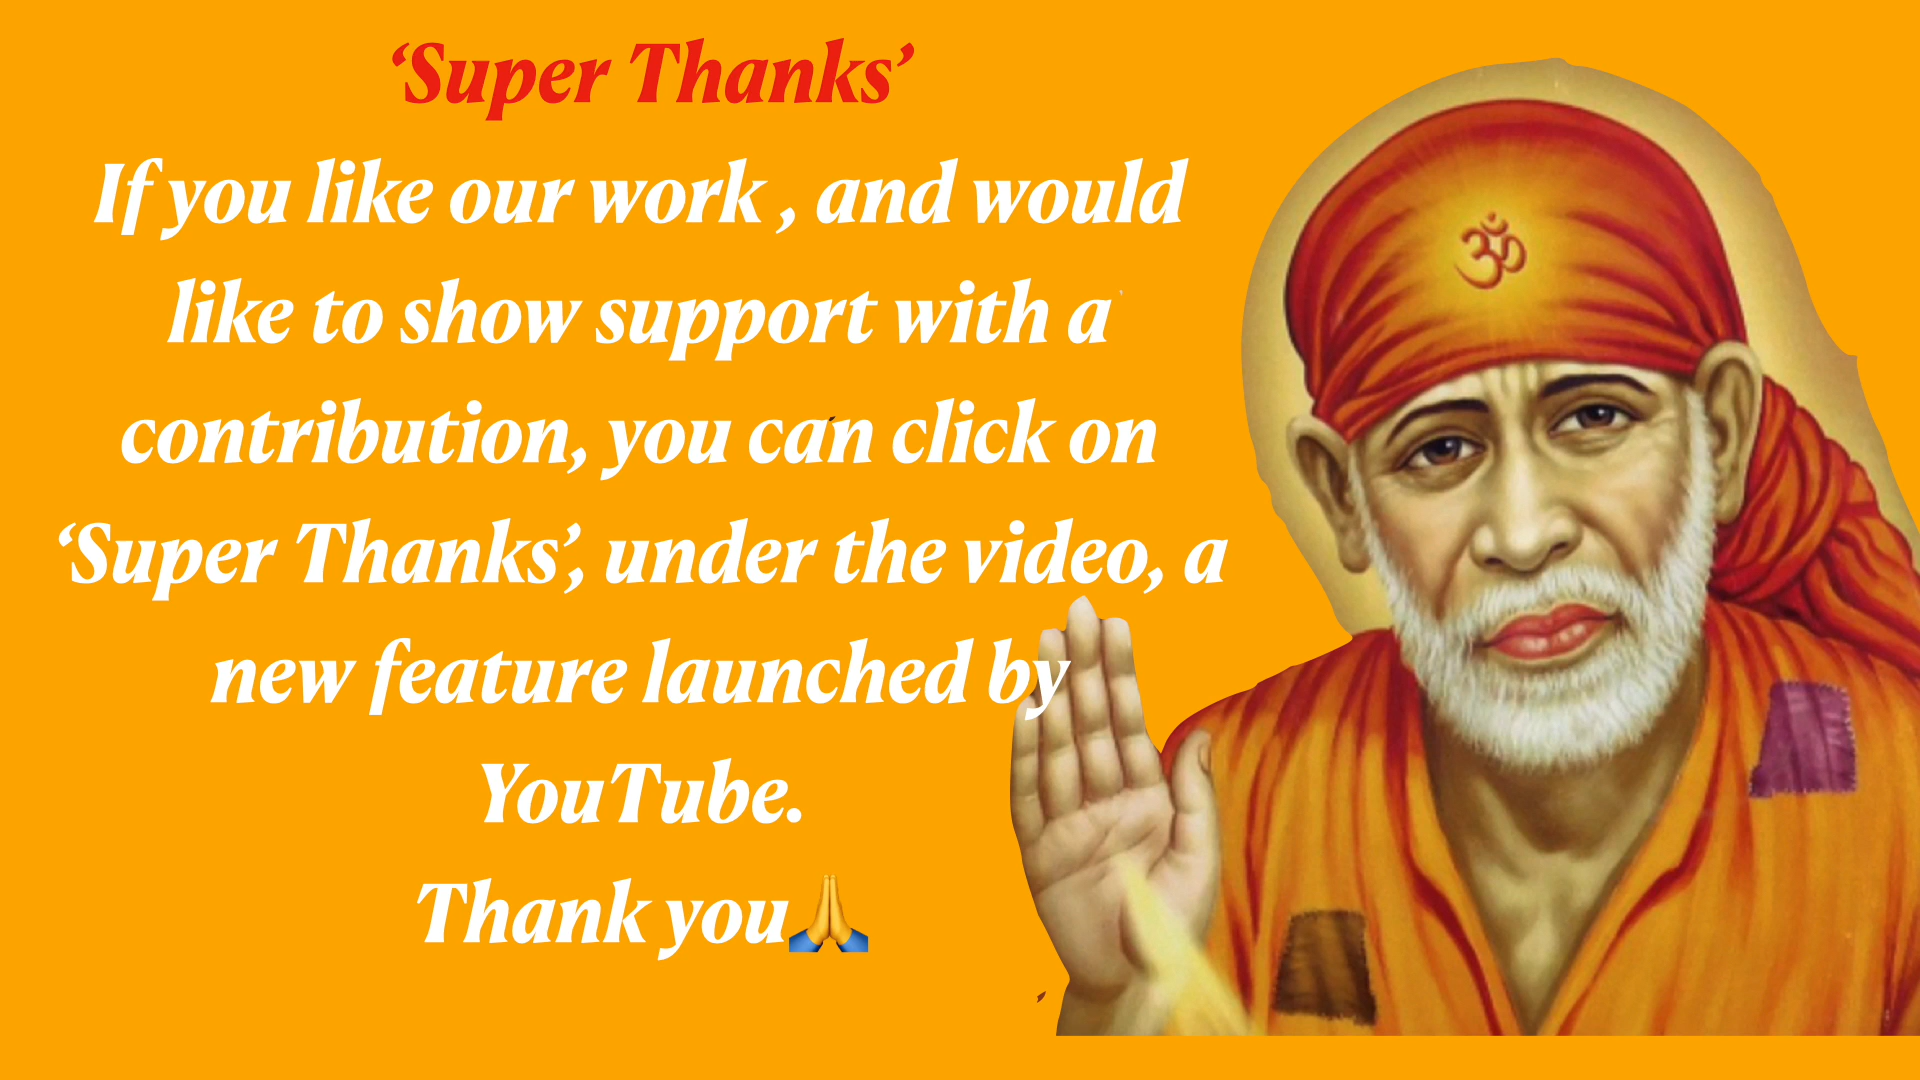 ‘Super Thanks’
If you like our work , and would
like to show support with a
contribution, you can click on
‘Super Thanks’, under the video, a
new feature launched by
YouTube.
Thank you🙏
ॐ